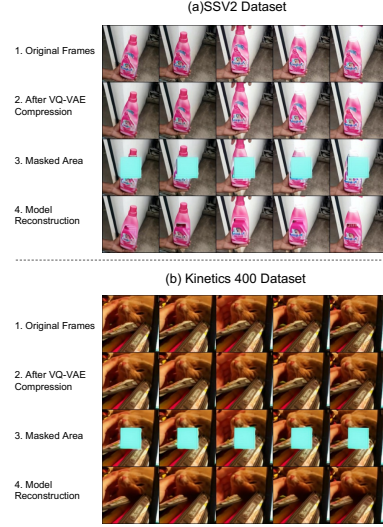 (a)SSV2 Dataset
1. Original Frames
2. After VQ-VAE
Compression
3. Masked Area
4. Model
Reconstruction
(b) Kinetics 400 Dataset
1. Original Frames
2. After VQ-VAE
Compression
3. Masked Area
4. Model
Reconstruction